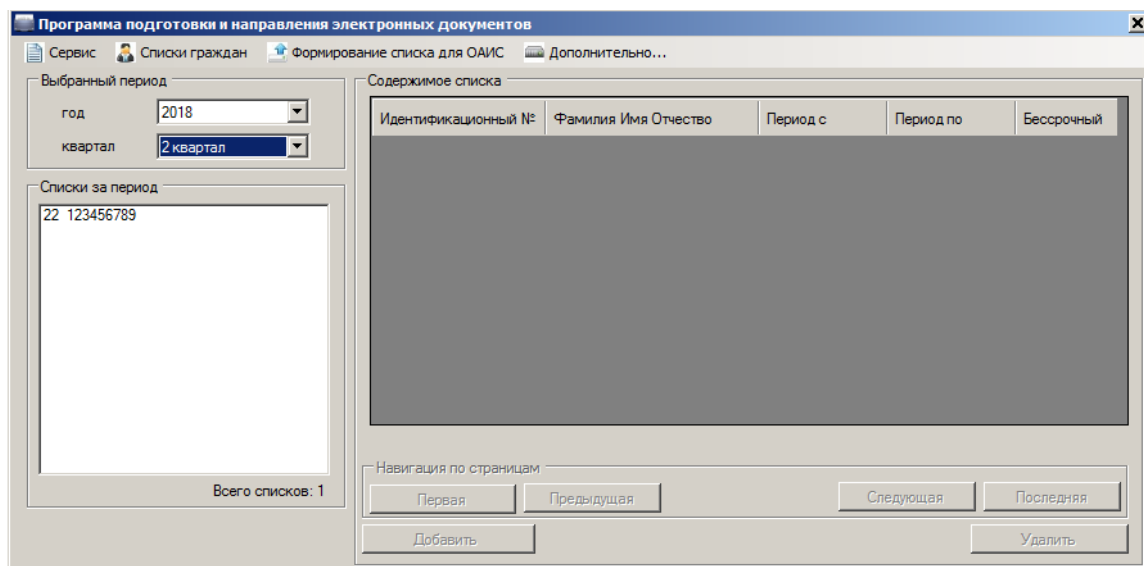 Программа подготовки и направления электронных документов
Сервис Списки граждан Формирование списка для ОАИС Дополнительно...
Выбранный период
год 2018
квартал 2 квартал
Списки за период
22 123456789
Всего списков: 1
Содержимое списка
Идентификационный № Фамилия Имя Отчество Период с Период по Бессрочный
Навигация по страницам
Первая Предыдущая Следующая Последняя
Добавить Удалить